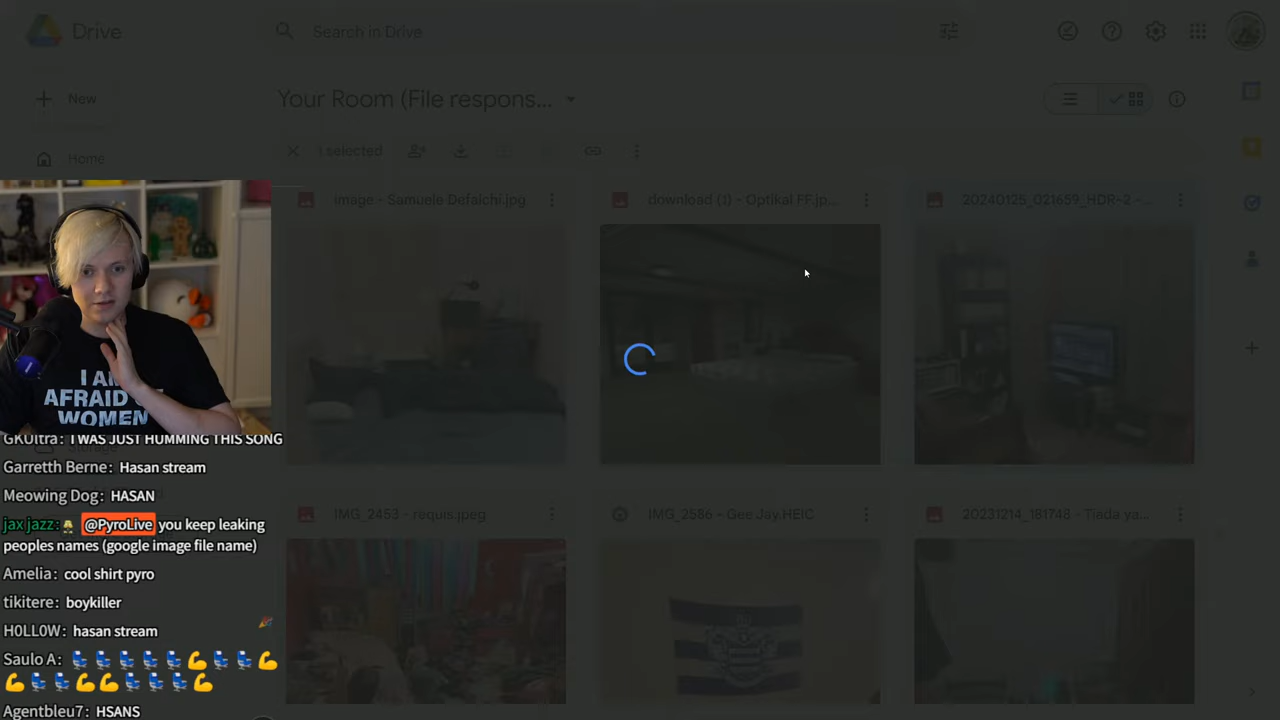 Drive
Search in Drive
New
Your Room (File respons...
Home
1 selected
image - Samuele Defalchi.jpg
download (1) - Optikal FF.jp...
20240125_021659_HDR-2 - ...
I AM
AFRAID OF
WOMEN
GKUltra: I WAS JUST HUMMING THIS SONG
Storage
Garretth Berne: Hasan stream
Meowing Dog: HASAN
IMG_2453 - requis.jpeg
IMG_2586 - Gee Jay.HEIC
20231214_181748 - Tjada ya...
jax jazz: @PyroLive you keep leaking
peoples names (google image file name)
Amelia: cool shirt pyro
tikitere: boykiller
H0LL0W: hasan stream
Saulo A: 💺💺💺💺💺💪💺💺💪
💪💺💺💪💪💺💺💺💪
Agentbleu7: HSANS